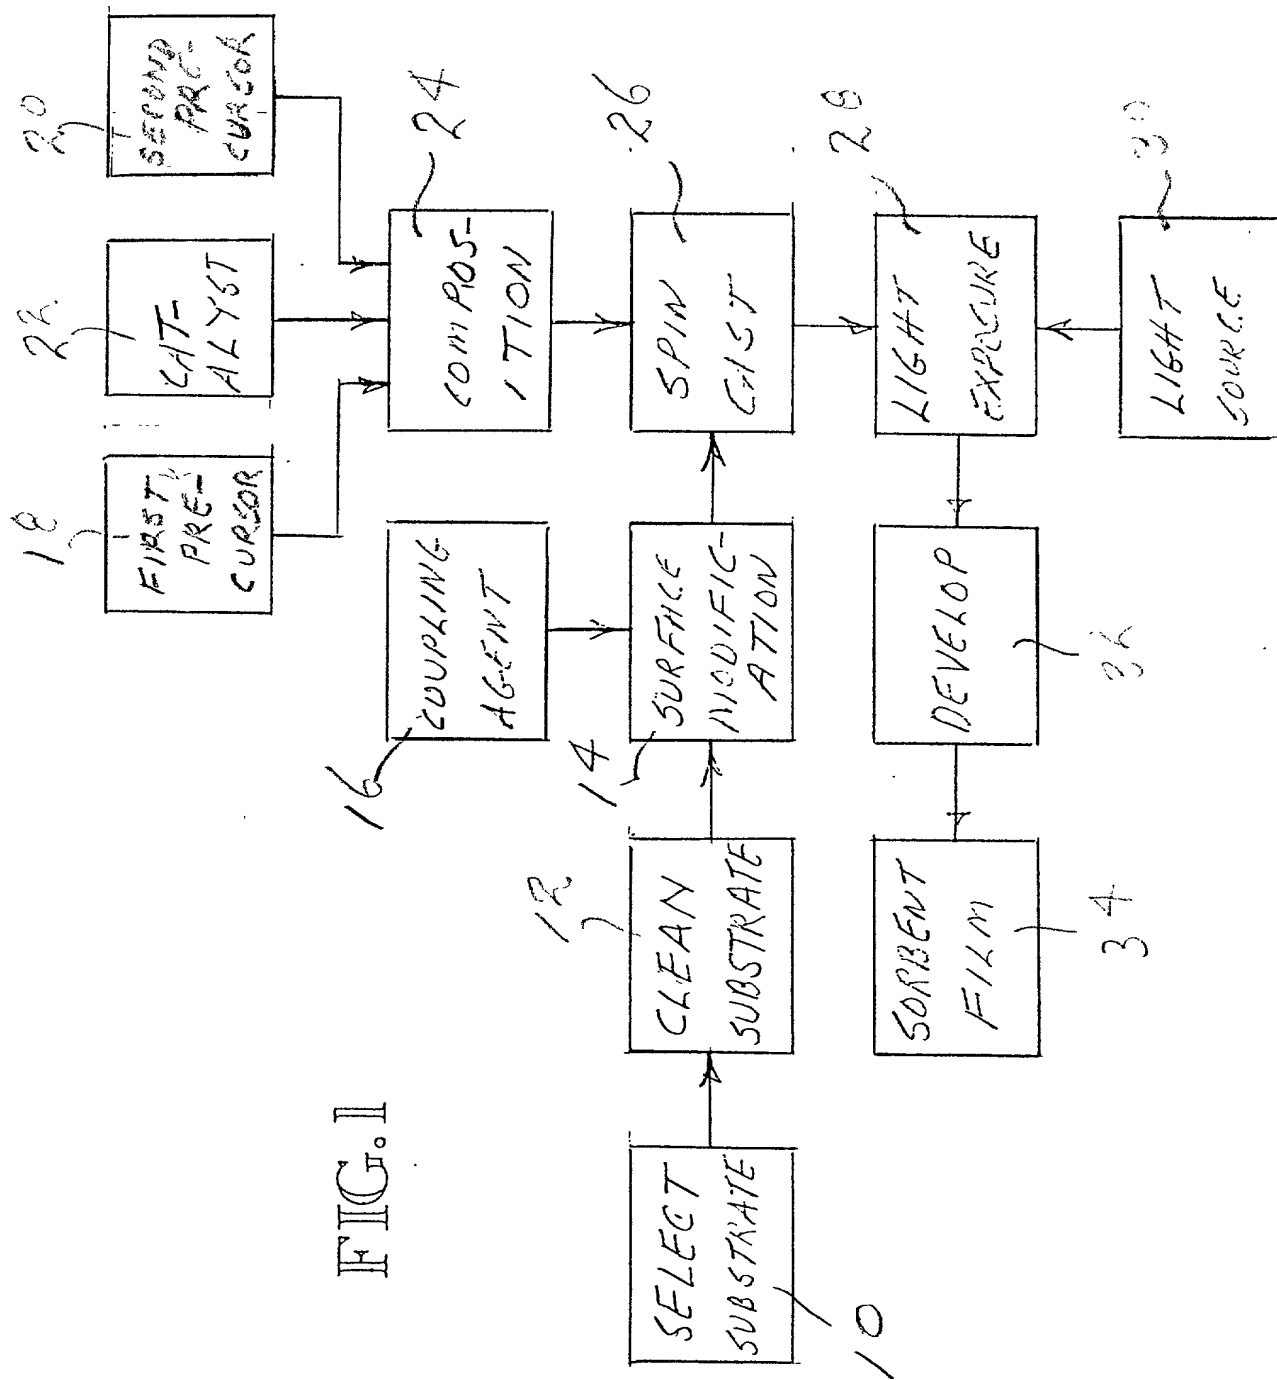 FIG. 1
18
FIRST
PRE-
CURSOR
22
CAT-
ALYST
20
SECOND
PRE-
CURSOR
16
COUPLING
AGENT
24
COMPOS-
ITION
10
SELECT
SUBSTRATE
12
CLEAN
SUBSTRATE
14
SURFACE
MODIFIC-
ATION
26
SPIN
CAST
34
SORBENT
FILM
32
DEVELOP
28
LIGHT
EXPOSURE
30
LIGHT
SOURCE